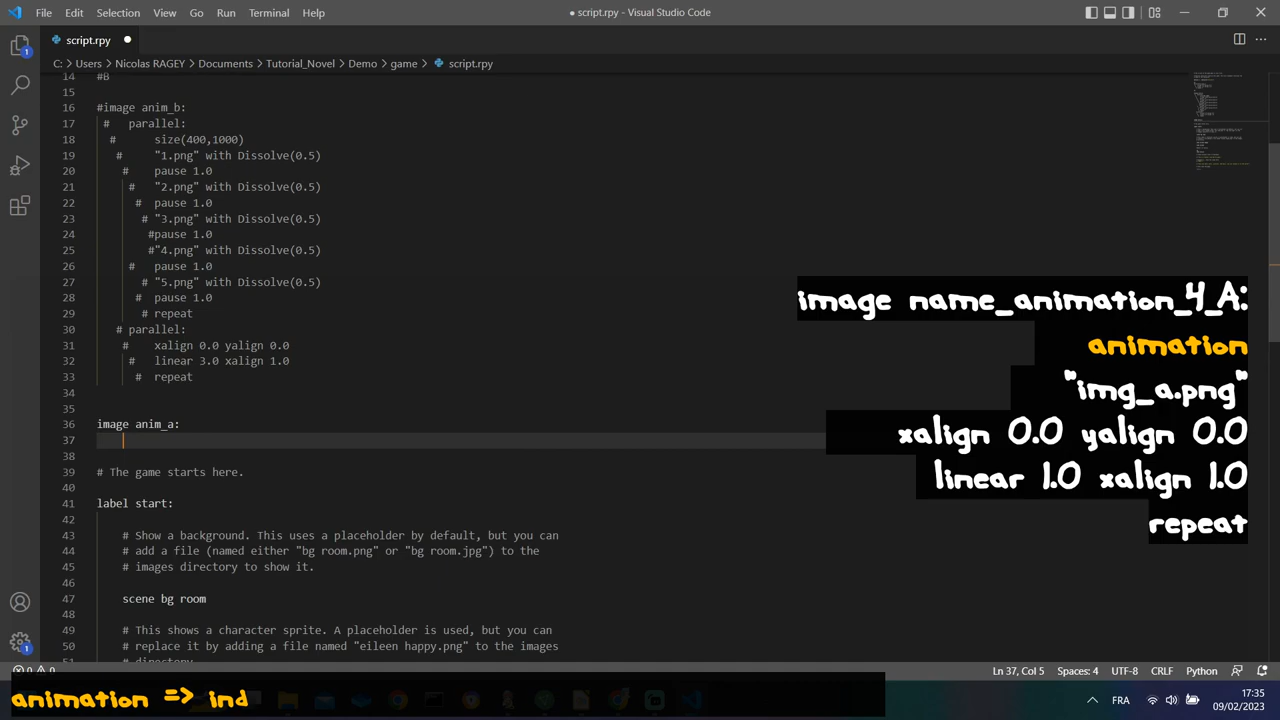 File Edit Selection View Go Run Terminal Help
● script.rpy - Visual Studio Code
script.rpy ●
C: > Users > Nicolas RAGEY > Documents > Tutorial_Novel > Demo > game > script.rpy
14 #B
15
16 #image anim_b:
17 # parallel:
18 # size(400,1000)
19 # "1.png" with Dissolve(0.5)
20 # pause 1.0
21 # "2.png" with Dissolve(0.5)
22 # pause 1.0
23 # "3.png" with Dissolve(0.5)
24 #pause 1.0
25 #"4.png" with Dissolve(0.5)
26 # pause 1.0
27 # "5.png" with Dissolve(0.5)
28 # pause 1.0
29 # repeat
30 # parallel:
31 # xalign 0.0 yalign 0.0
32 # linear 3.0 xalign 1.0
33 # repeat
34
35
36 image anim_a:
37
38
39 # The game starts here.
40
41 label start:
42
43 # Show a background. This uses a placeholder by default, but you can
44 # add a file (named either "bg room.png" or "bg room.jpg") to the
45 # images directory to show it.
46
47 scene bg room
48
49 # This shows a character sprite. A placeholder is used, but you can
50 # replace it by adding a file named "eileen happy.png" to the images
51 # directory
image name_animation_4_A:
animation
"img_a.png"
xalign 0.0 yalign 0.0
linear 1.0 xalign 1.0
repeat
0 0 Ln 37, Col 5 Spaces: 4 UTF-8 CRLF Python
animation => ind
FRA 17:35
09/02/2023
1
1